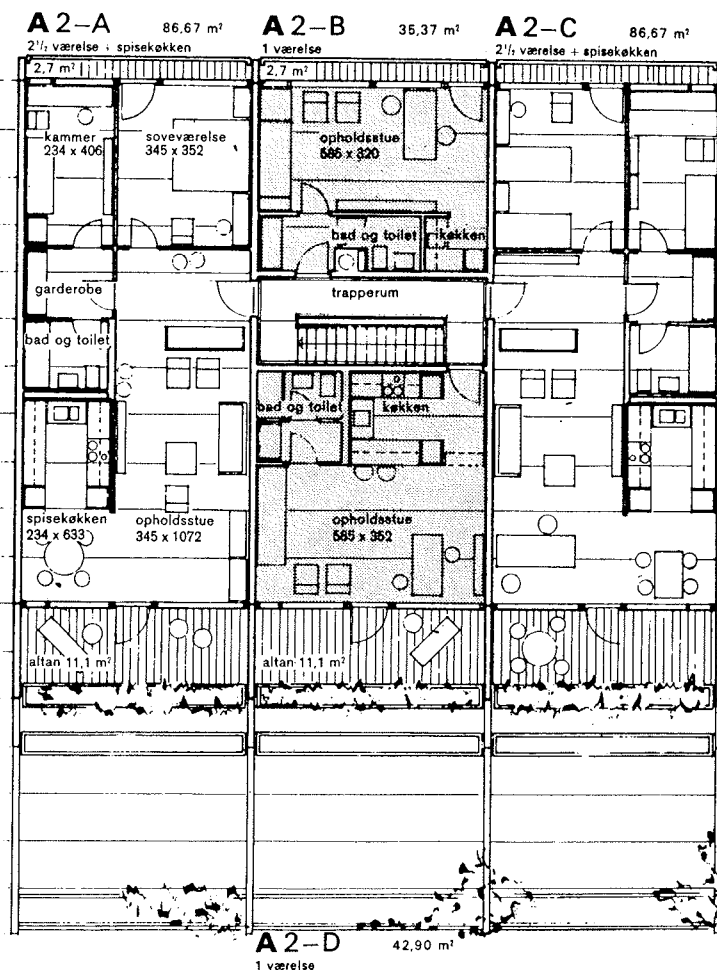 A 2–A 86,67 m²
2½ værelse + spisekøkken
2,7 m²
kammer
234 x 406
soveværelse
345 x 352
garderobe
bad og toilet
spisekøkken
234 x 633
opholdsstue
345 x 1072
altan 11,1 m²
A 2–B 35,37 m²
1 værelse
2,7 m²
opholdsstue
585 x 320
bad og toilet
køkken
trapperum
bad og toilet
køkken
opholdsstue
585 x 352
altan 11,1 m²
A 2–C 86,67 m²
2½ værelse + spisekøkken
A 2–D 42,90 m²
1 værelse